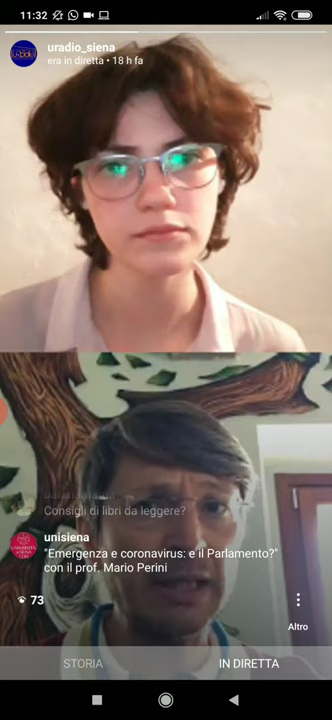 11:32
uradio_siena
era in diretta • 18 h fa
Consigli di libri da leggere?
unisiena
"Emergenza e coronavirus: e il Parlamento?"
con il prof. Mario Perini
73
Altro
STORIA
IN DIRETTA